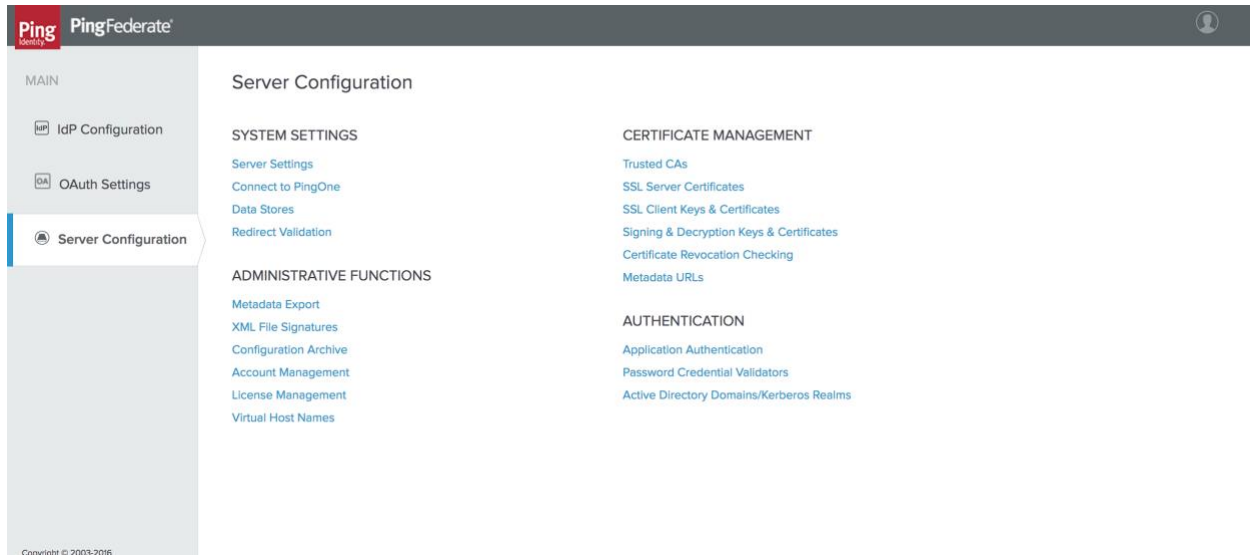 Ping
Identity.
PingFederate®
MAIN
IdP IdP Configuration
OA OAuth Settings
Server Configuration
Copyright © 2003-2016
Server Configuration
SYSTEM SETTINGS
Server Settings
Connect to PingOne
Data Stores
Redirect Validation
ADMINISTRATIVE FUNCTIONS
Metadata Export
XML File Signatures
Configuration Archive
Account Management
License Management
Virtual Host Names
CERTIFICATE MANAGEMENT
Trusted CAs
SSL Server Certificates
SSL Client Keys & Certificates
Signing & Decryption Keys & Certificates
Certificate Revocation Checking
Metadata URLs
AUTHENTICATION
Application Authentication
Password Credential Validators
Active Directory Domains/Kerberos Realms